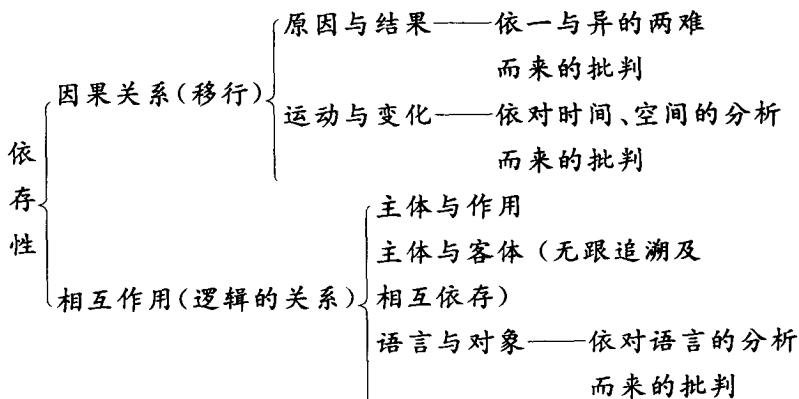 原因与结果——依一与异的两难
而来的批判
因果关系(移行)
运动与变化——依对时间、空间的分析
而来的批判
依存性
主体与作用
主体与客体（无跟追溯及
相互依存）
相互作用(逻辑的关系)
语言与对象——依对语言的分析
而来的批判